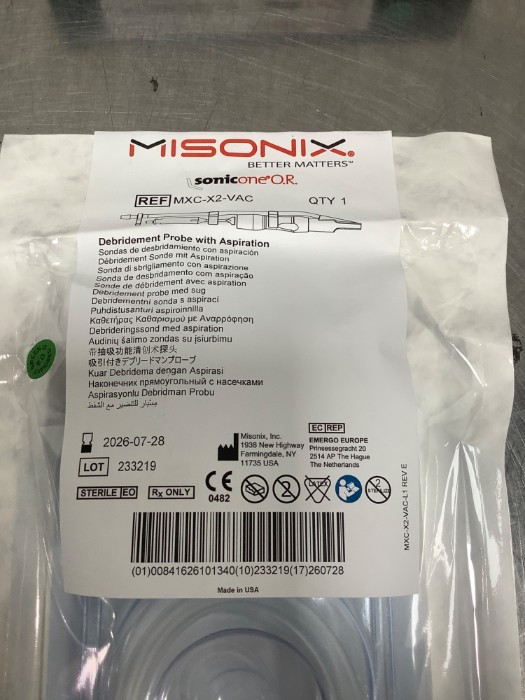 MISONIX®
BETTER MATTERS™
sonicone® O.R.
REF MXC-X2-VAC QTY 1
Debridement Probe with Aspiration
Sondas de desbridamiento con aspiración
Débridement Sonde mit Aspiration
Sonda di sbrigliamento con aspirazione
Sonda de desbridamento com aspiração
Sonde de débridement avec aspiration
Debridement probe med sug
Debridementní sonda s aspirací
Puhdistusanturi aspiroinnilla
Καθετήρας Καθαρισμού με Αναρρόφηση
Debrideringssond med aspiration
Audinių šalimo zondas su įsiurbimu
带抽吸功能清创术探头
吸引付きデブリードマンプローブ
Kuar Debridema dengan Aspirasi
Наконечник прямоугольный с насечками
Aspirasyonlu Debridman Probu
مِسْبَار للتنضير مع الشفط
2026-07-28
LOT 233219
STERILE EO
Rx ONLY
Misonix, Inc.
1938 New Highway
Farmingdale, NY
11735 USA
EC REP
EMERGO EUROPE
Prinsessegracht 20
2514 AP The Hague
The Netherlands
CE
0482
2
LATEX
2
STERILIZE
MXC-X2-VAC-L1 REV E
(01)00841626101340(10)233219(17)260728
Made in USA